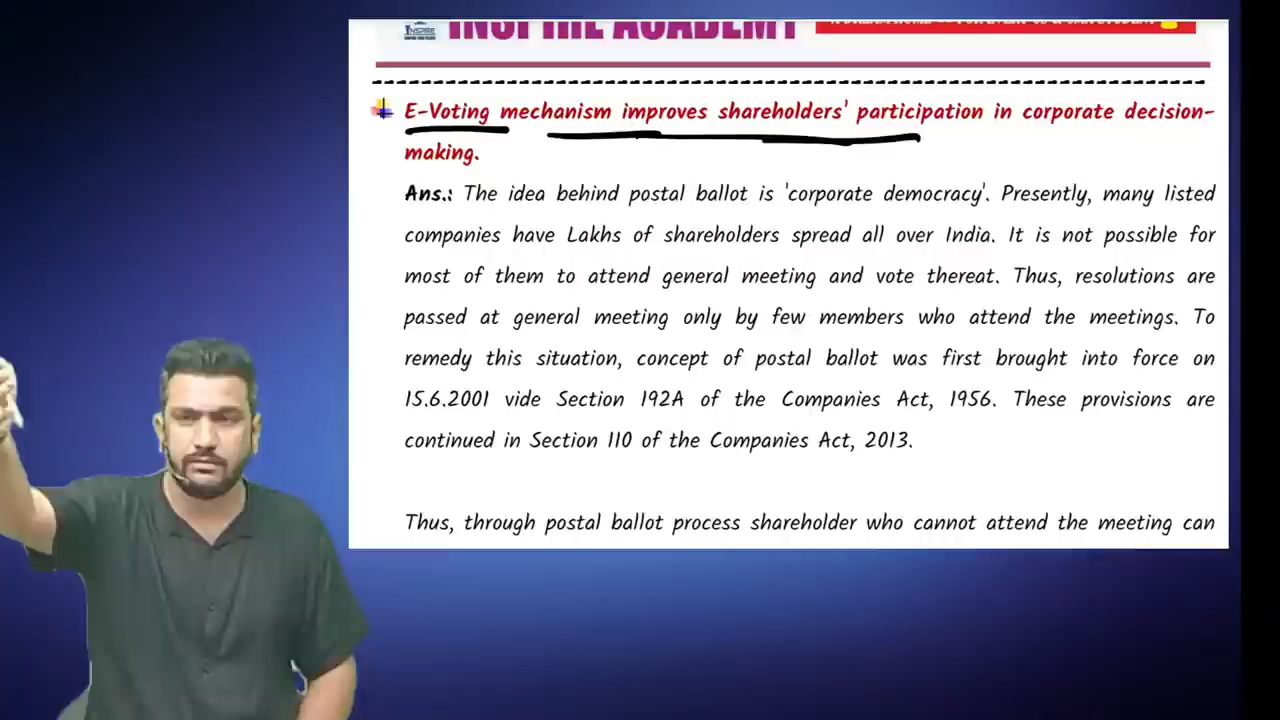 INSPIRE ACADEMY
INSPIRE
E-Voting mechanism improves shareholders' participation in corporate decision-
making.
Ans.: The idea behind postal ballot is 'corporate democracy'. Presently, many listed
companies have Lakhs of shareholders spread all over India. It is not possible for
most of them to attend general meeting and vote thereat. Thus, resolutions are
passed at general meeting only by few members who attend the meetings. To
remedy this situation, concept of postal ballot was first brought into force on
15.6.2001 vide Section 192A of the Companies Act, 1956. These provisions are
continued in Section 110 of the Companies Act, 2013.
Thus, through postal ballot process shareholder who cannot attend the meeting can